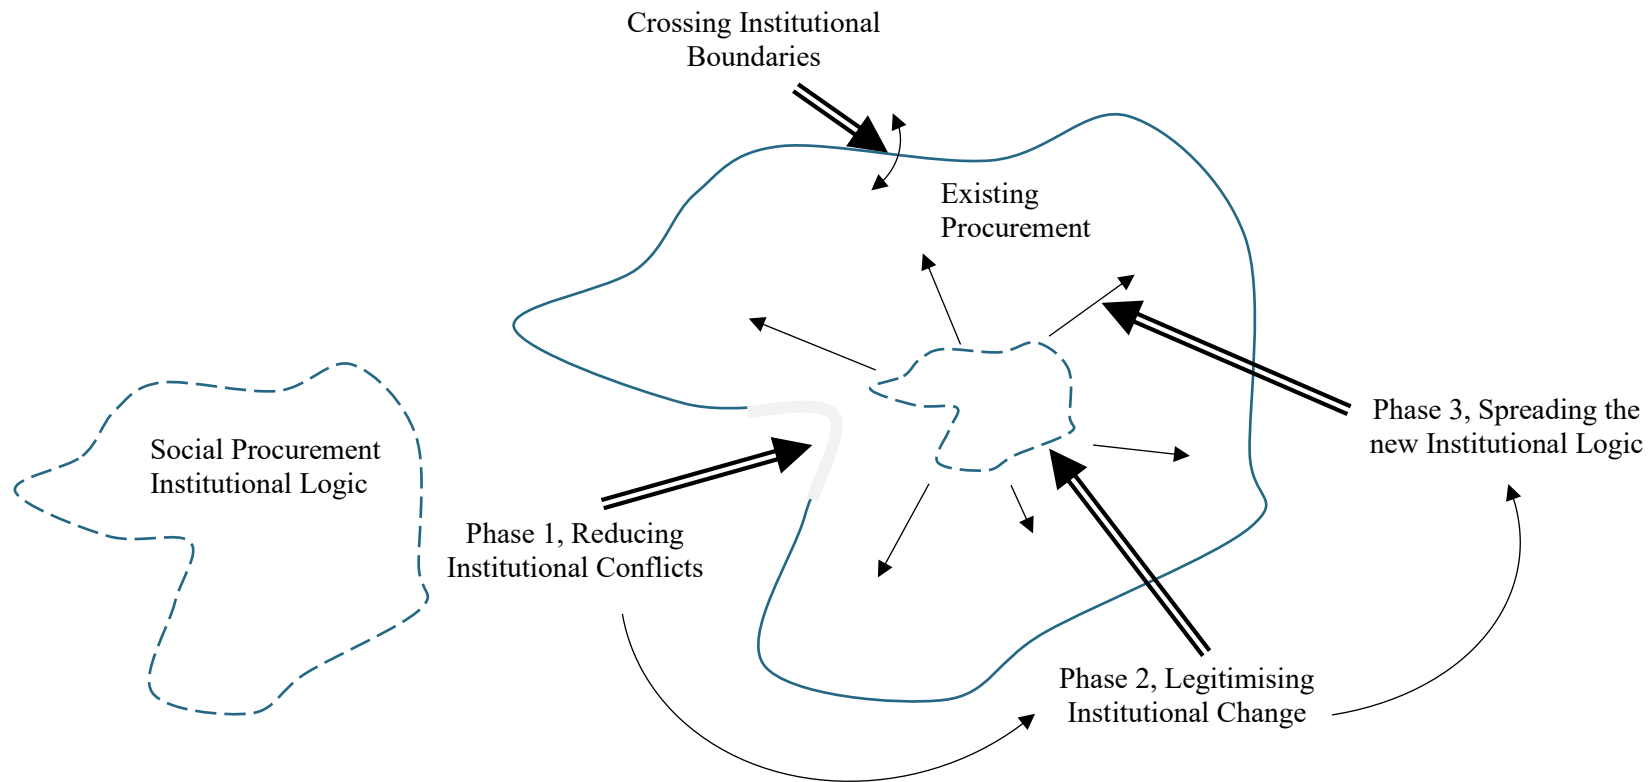 Crossing Institutional
Boundaries
Existing
Procurement
Social Procurement
Institutional Logic
Phase 1, Reducing
Institutional Conflicts
Phase 3, Spreading the
new Institutional Logic
Phase 2, Legitimising
Institutional Change